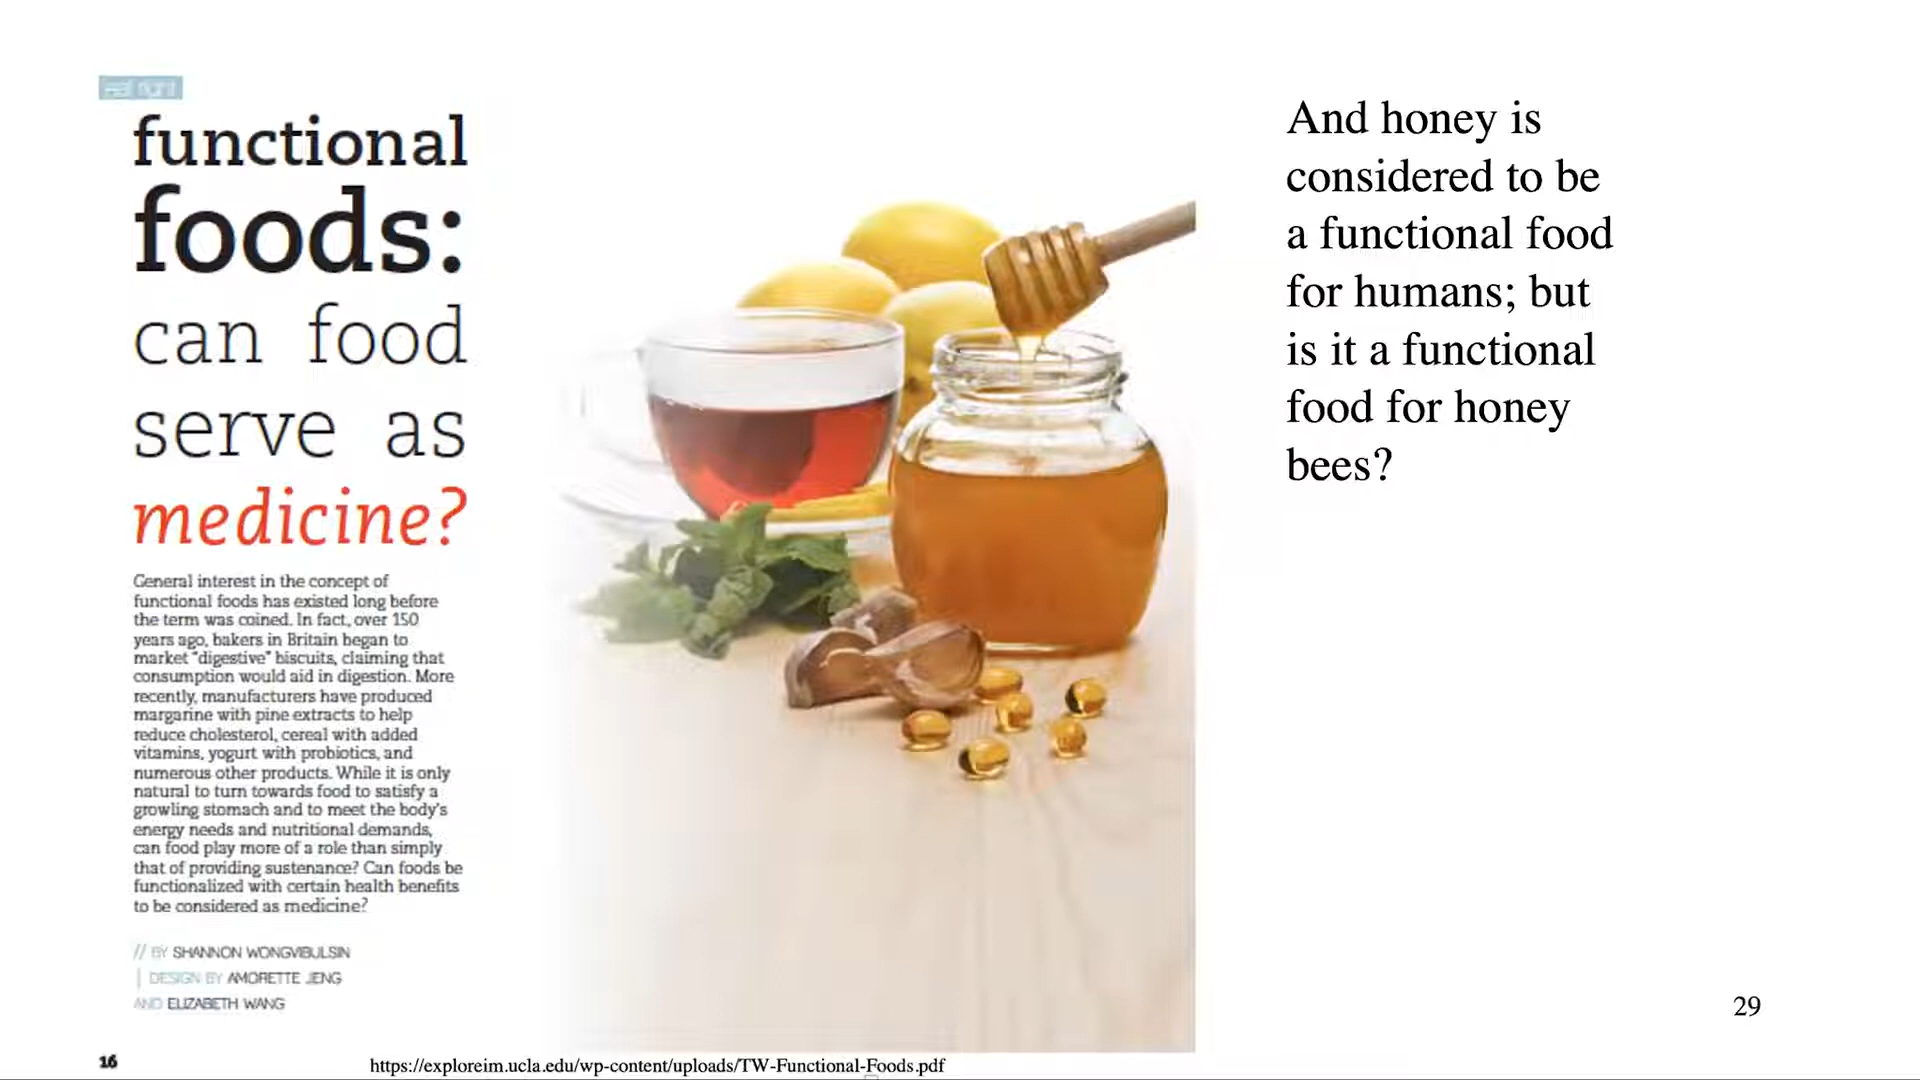 eat right
functional
foods:
can food
serve as
medicine?
General interest in the concept of
functional foods has existed long before
the term was coined. In fact, over 150
years ago, bakers in Britain began to
market "digestive" biscuits, claiming that
consumption would aid in digestion. More
recently, manufacturers have produced
margarine with pine extracts to help
reduce cholesterol, cereal with added
vitamins, yogurt with probiotics, and
numerous other products. While it is only
natural to turn towards food to satisfy a
growling stomach and to meet the body's
energy needs and nutritional demands,
can food play more of a role than simply
that of providing sustenance? Can foods be
functionalized with certain health benefits
to be considered as medicine?
// BY SHANNON WONGVIBULSIN
| DESIGN BY AMORETTE JENG
AND ELIZABETH WANG
16
And honey is
considered to be
a functional food
for humans; but
is it a functional
food for honey
bees?
29
https://exploreim.ucla.edu/wp-content/uploads/TW-Functional-Foods.pdf